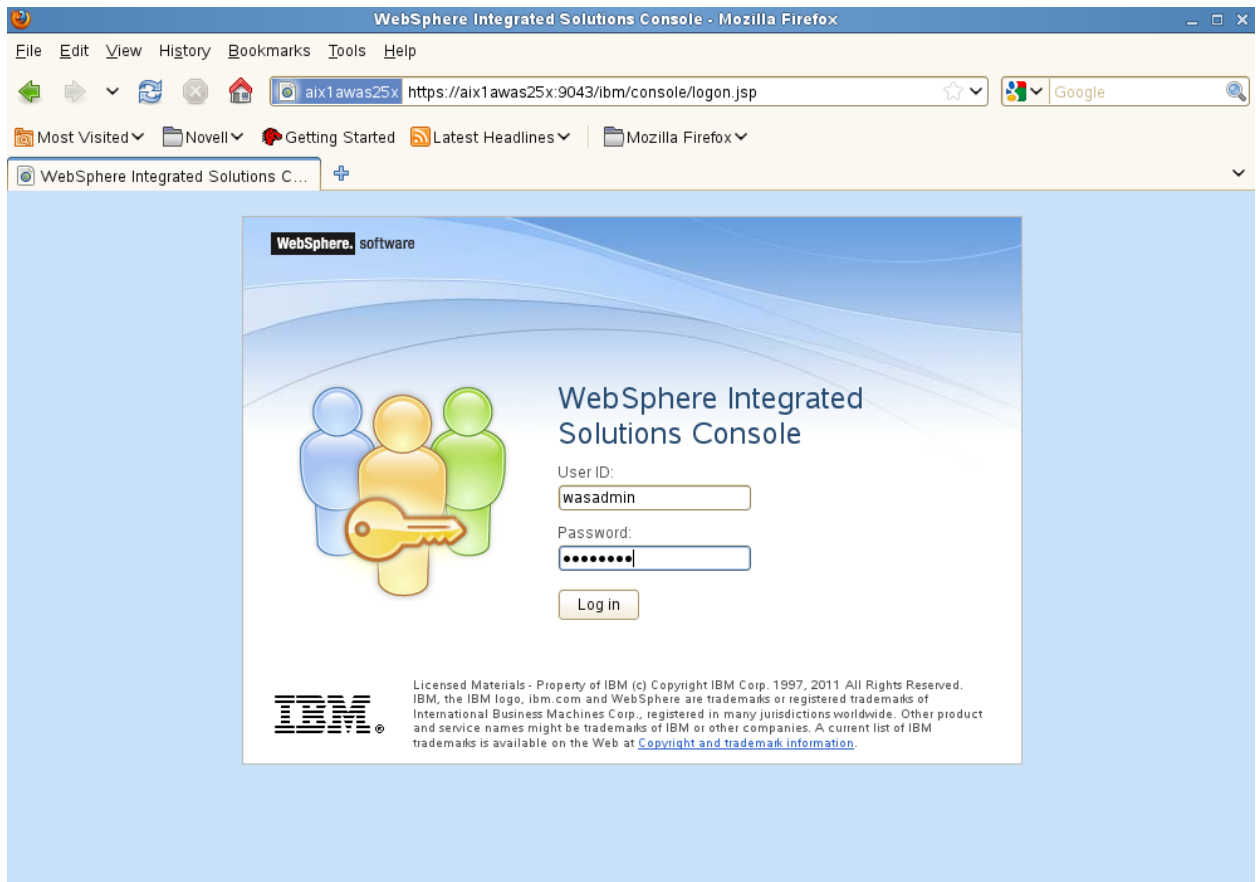 WebSphere Integrated Solutions Console - Mozilla Firefox
File Edit View History Bookmarks Tools Help
aix1awas25x https://aix1awas25x:9043/ibm/console/logon.jsp Google
Most Visited Novell Getting Started Latest Headlines Mozilla Firefox
WebSphere Integrated Solutions C...
WebSphere. software
WebSphere Integrated
Solutions Console
User ID:
wasadmin
Password:
••••••••
Log in
Licensed Materials - Property of IBM (c) Copyright IBM Corp. 1997, 2011 All Rights Reserved.
IBM, the IBM logo, ibm.com and WebSphere are trademarks or registered trademarks of
International Business Machines Corp., registered in many jurisdictions worldwide. Other product
and service names might be trademarks of IBM or other companies. A current list of IBM
trademarks is available on the Web at Copyright and trademark information.
IBM®